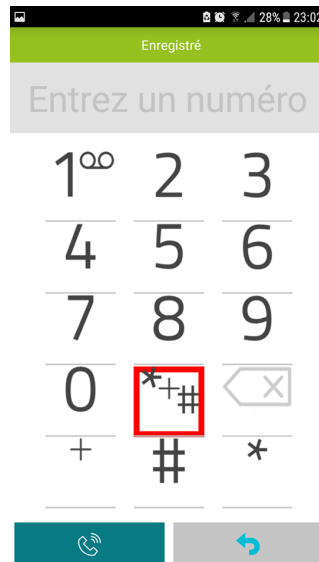 28% 23:02
Enregistré
Entrez un numéro
1 2 3
4 5 6
7 8 9
0 *+#
+ # *